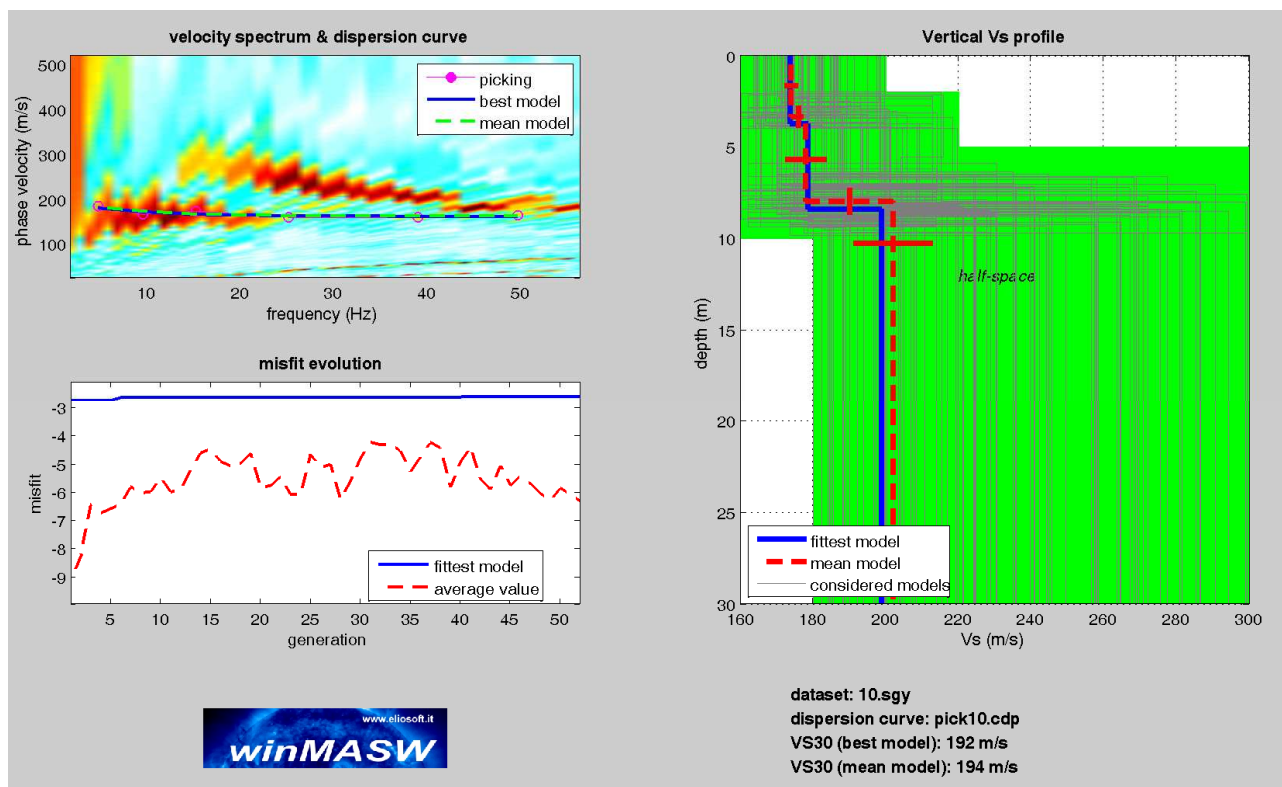 velocity spectrum & dispersion curve
500
400
300
200
100
phase velocity (m/s)
picking
best model
mean model
10
20
30
40
50
frequency (Hz)
misfit evolution
-3
-4
-5
-6
-7
-8
-9
misfit
fittest model
average value
5
10
15
20
25
30
35
40
45
50
generation
www.eliosoft.it
winMASW
Vertical Vs profile
0
5
10
15
20
25
30
depth (m)
half-space
fittest model
mean model
considered models
160
180
200
220
240
260
280
300
Vs (m/s)
dataset: 10.sgy
dispersion curve: pick10.cdp
VS30 (best model): 192 m/s
VS30 (mean model): 194 m/s